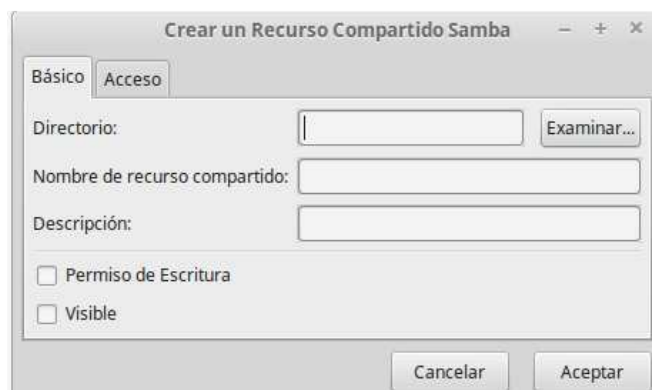 Crear un Recurso Compartido Samba
Básico Acceso
Directorio: Examinar...
Nombre de recurso compartido:
Descripción:
Permiso de Escritura
Visible
Cancelar Aceptar